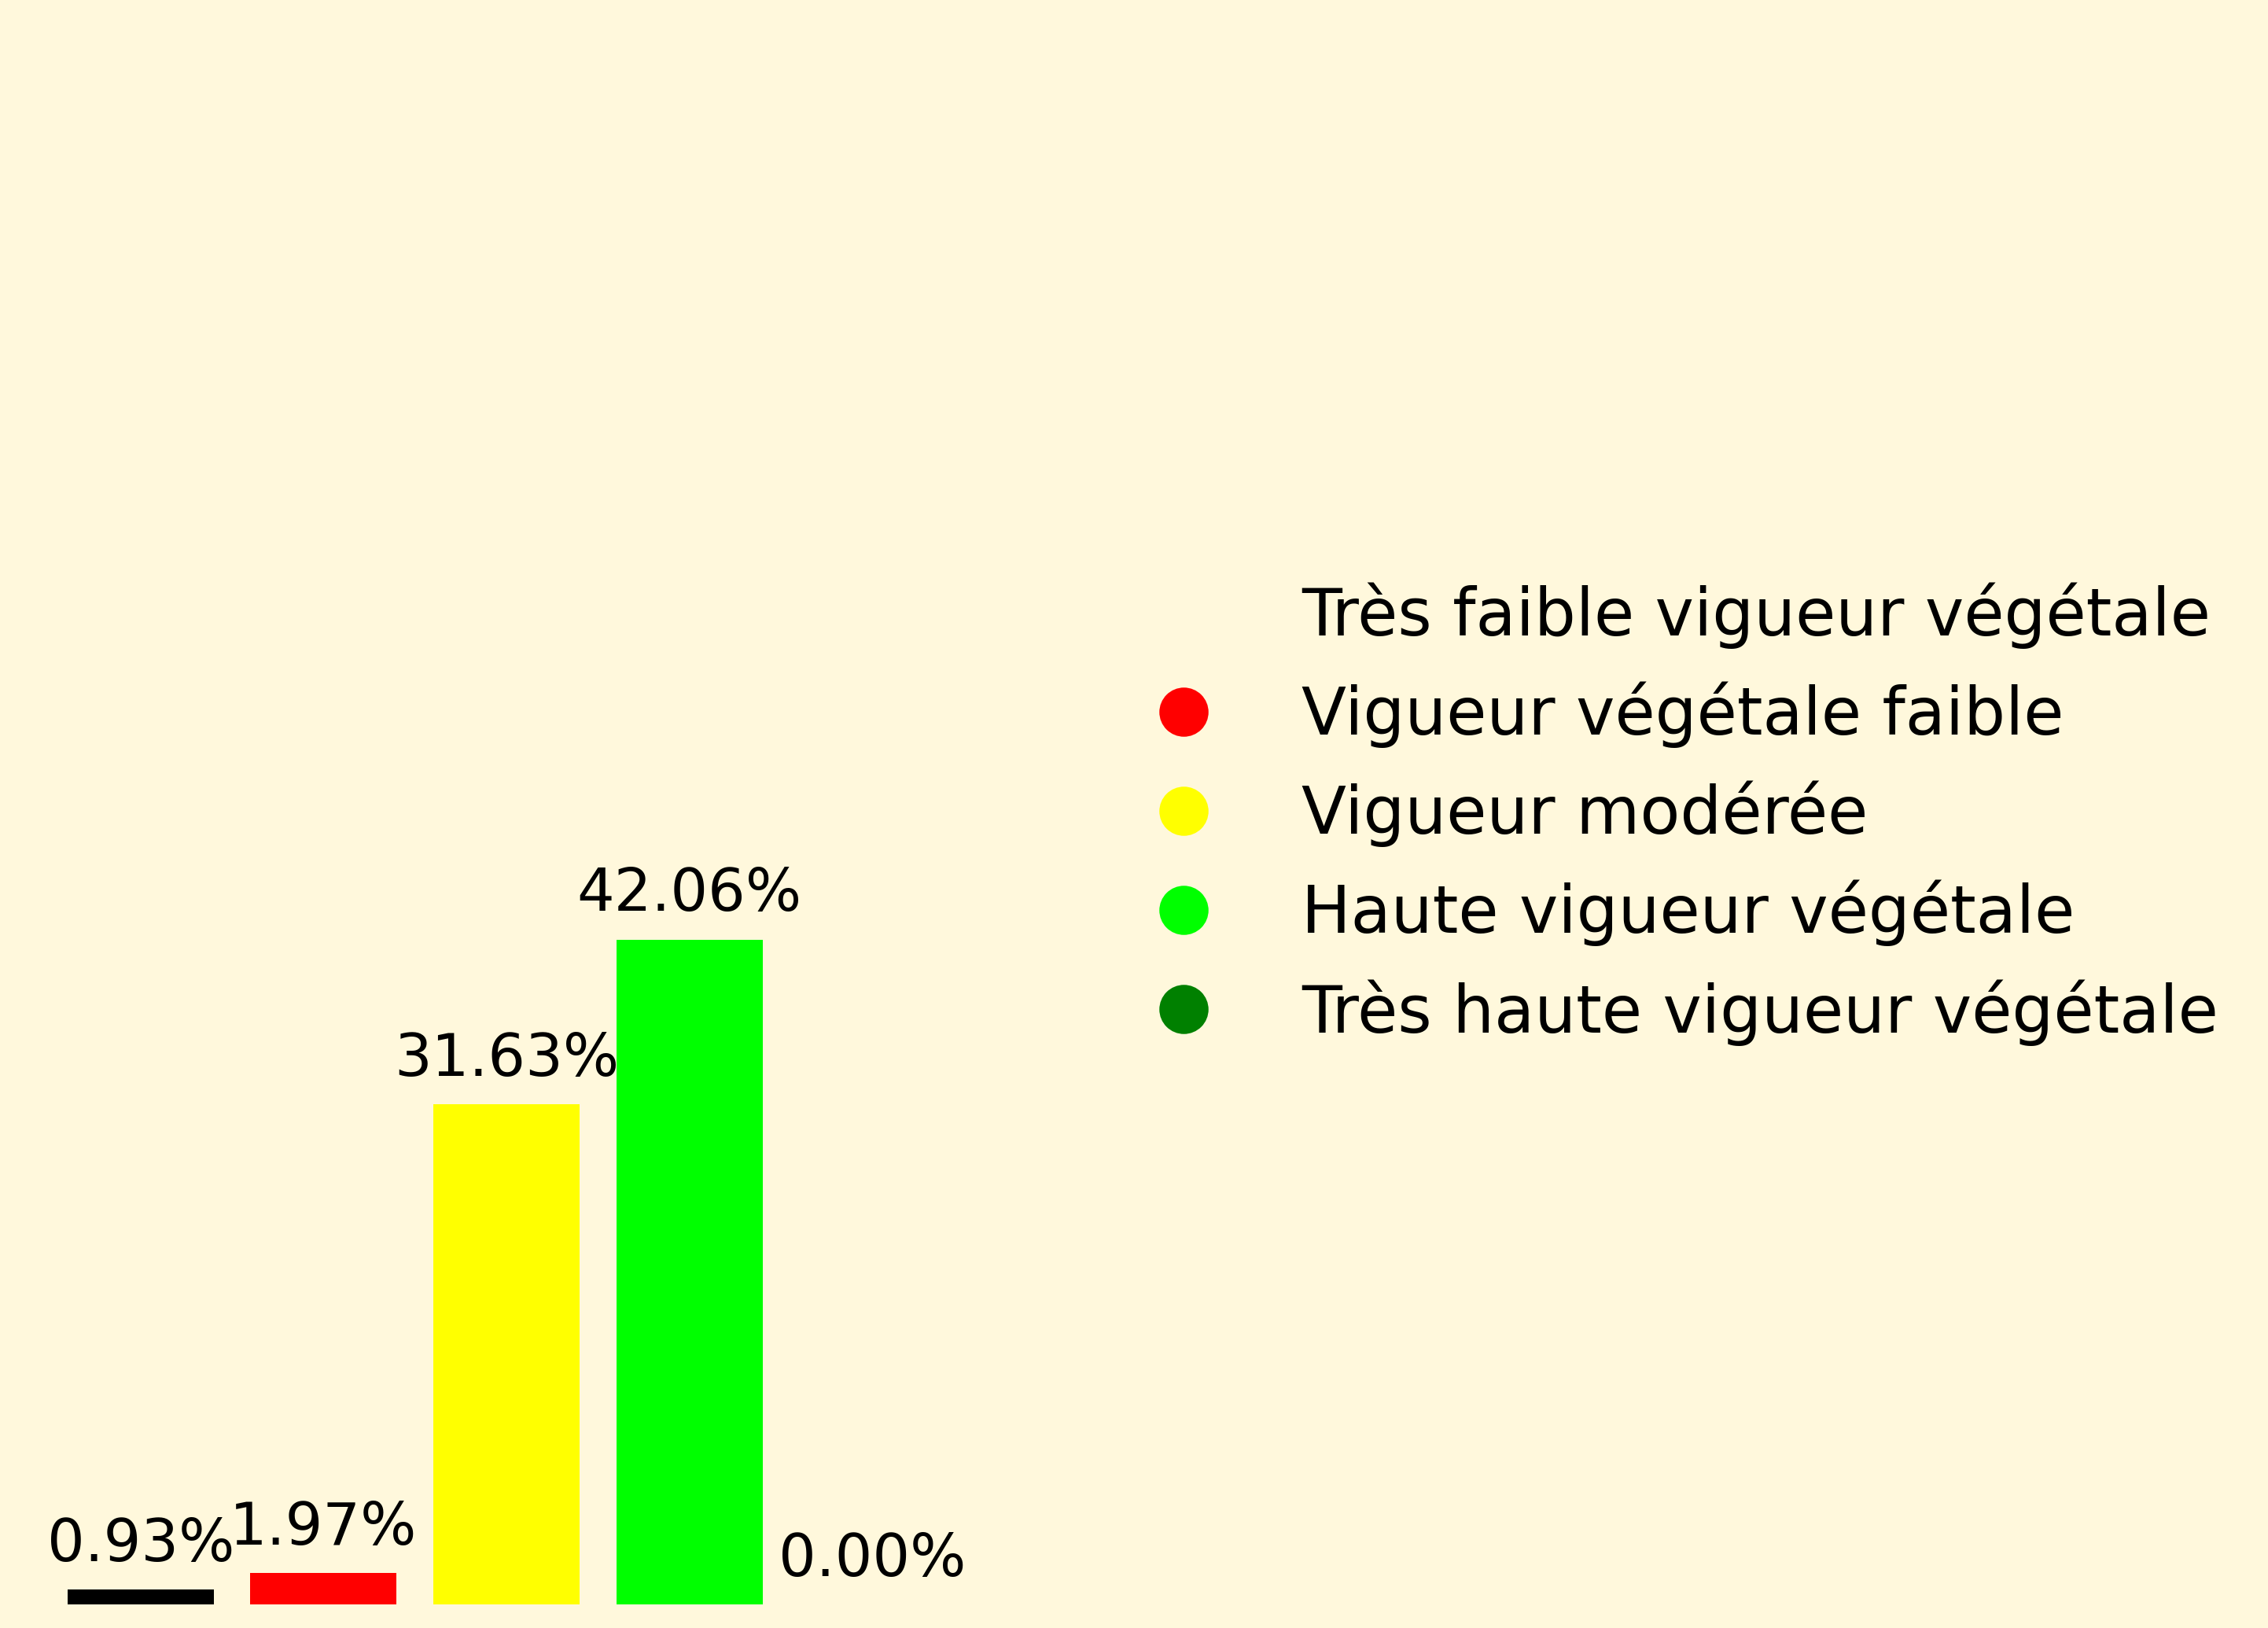 Très faible vigueur végétale
Vigueur végétale faible
Vigueur modérée
Haute vigueur végétale
Très haute vigueur végétale
42.06%
31.63%
1.97%
0.93%
0.00%